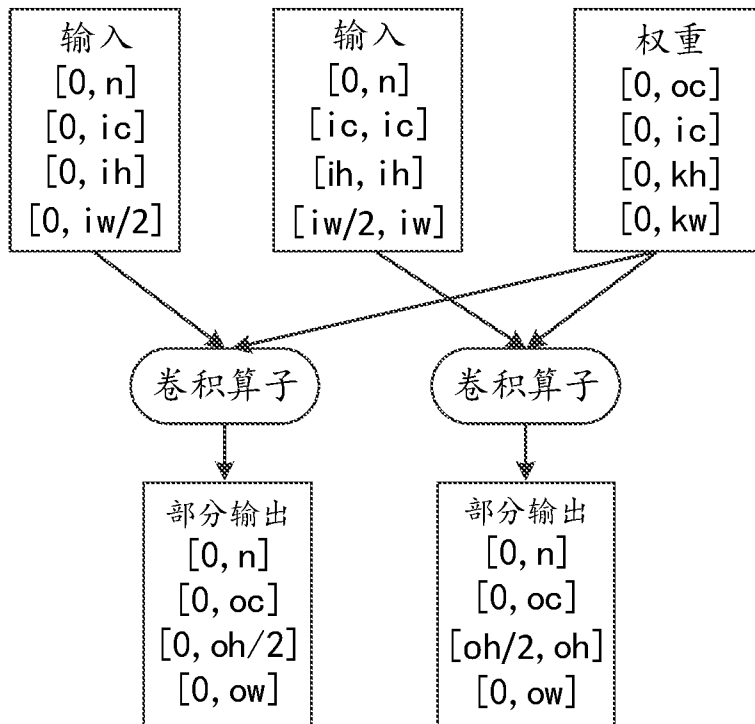 输入
[0, n]
[0, ic]
[0, ih]
[0, iw/2]
输入
[0, n]
[ic, ic]
[ih, ih]
[iw/2, iw]
权重
[0, oc]
[0, ic]
[0, kh]
[0, kw]
卷积算子
卷积算子
部分输出
[0, n]
[0, oc]
[0, oh/2]
[0, ow]
部分输出
[0, n]
[0, oc]
[oh/2, oh]
[0, ow]